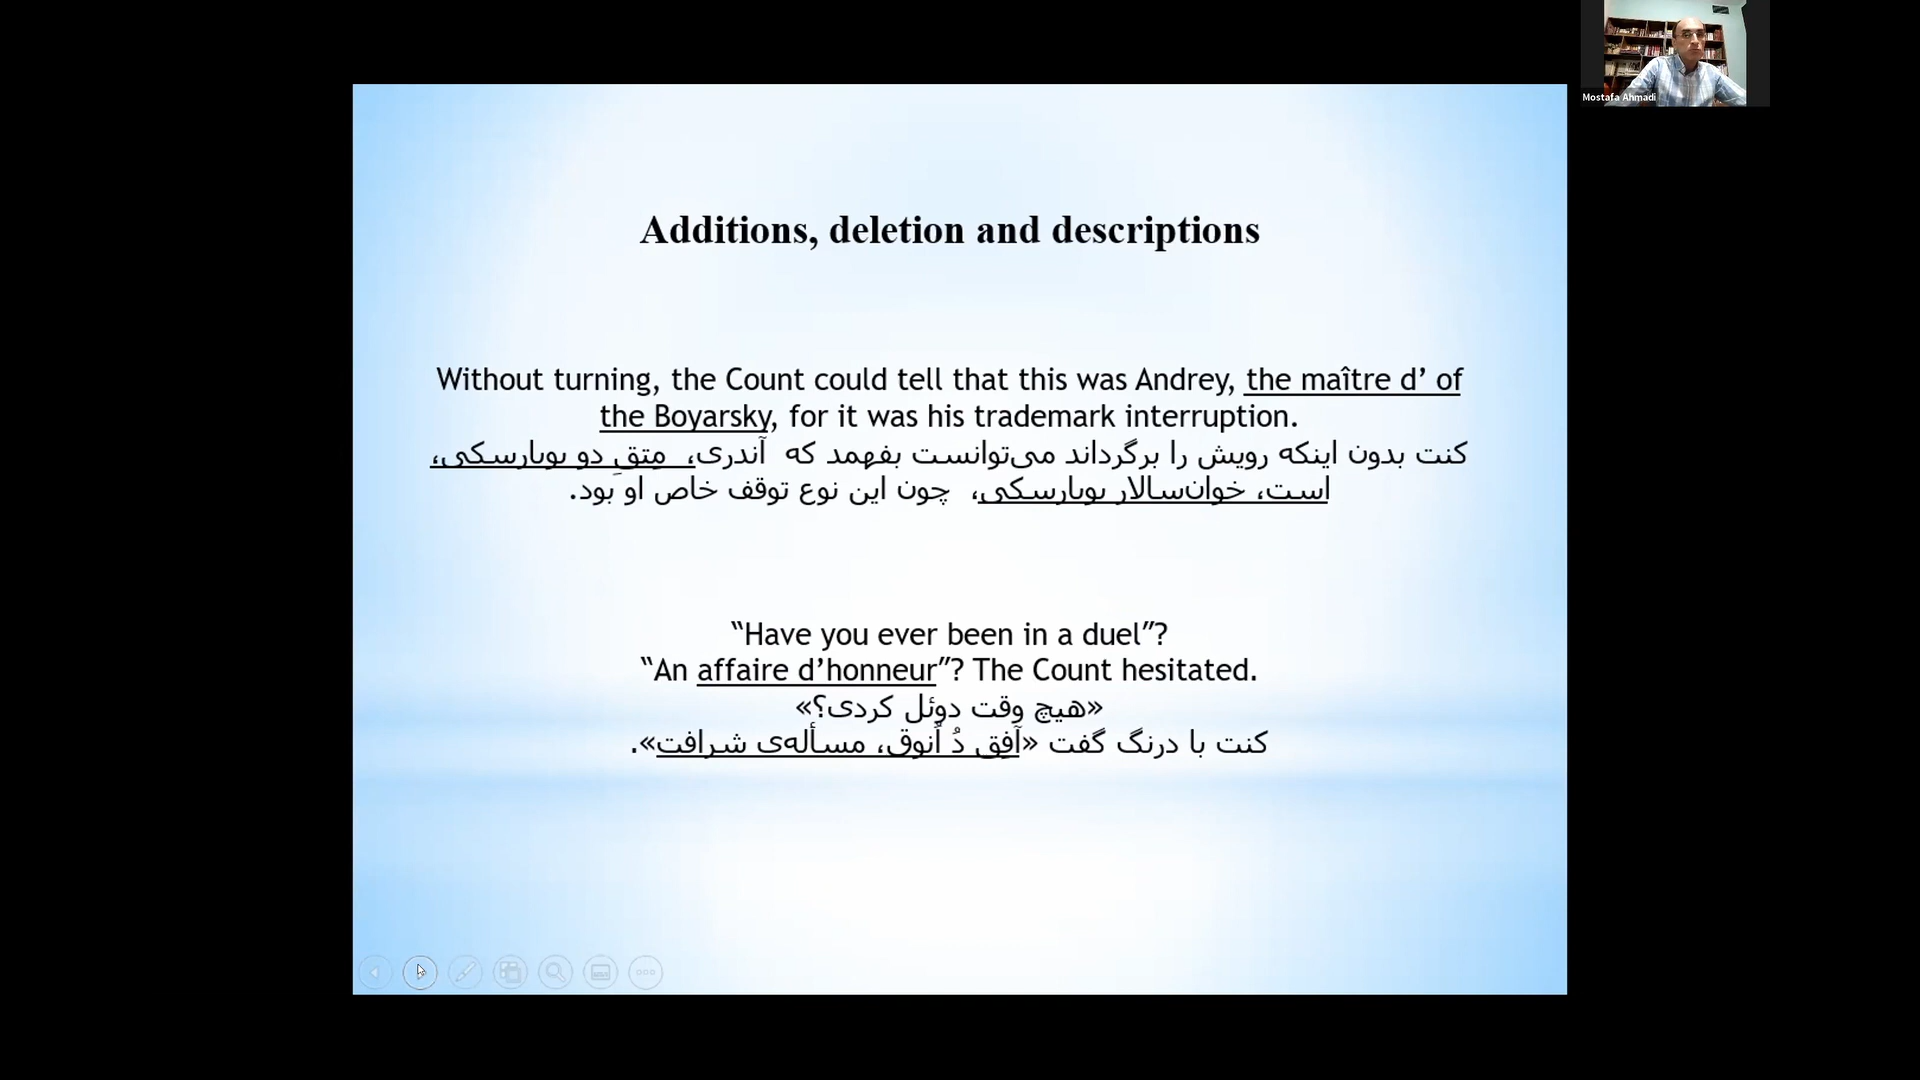 Mostafa Ahmadi
Additions, deletion and descriptions
Without turning, the Count could tell that this was Andrey, the maître d’ of
the Boyarsky, for it was his trademark interruption.
کنت بدون اینکه رویش را برگرداند می‌توانست بفهمد که آندری، مِتقِ دو بویارسکی،
است، خوان‌سالار بویارسکی، چون این نوع توقف خاص او بود.
“Have you ever been in a duel”?
“An affaire d’honneur”? The Count hesitated.
«هیچ وقت دوئل کردی؟»
کنت با درنگ گفت «آفِق دُ اُنوق، مسأله‌ی شرافت».